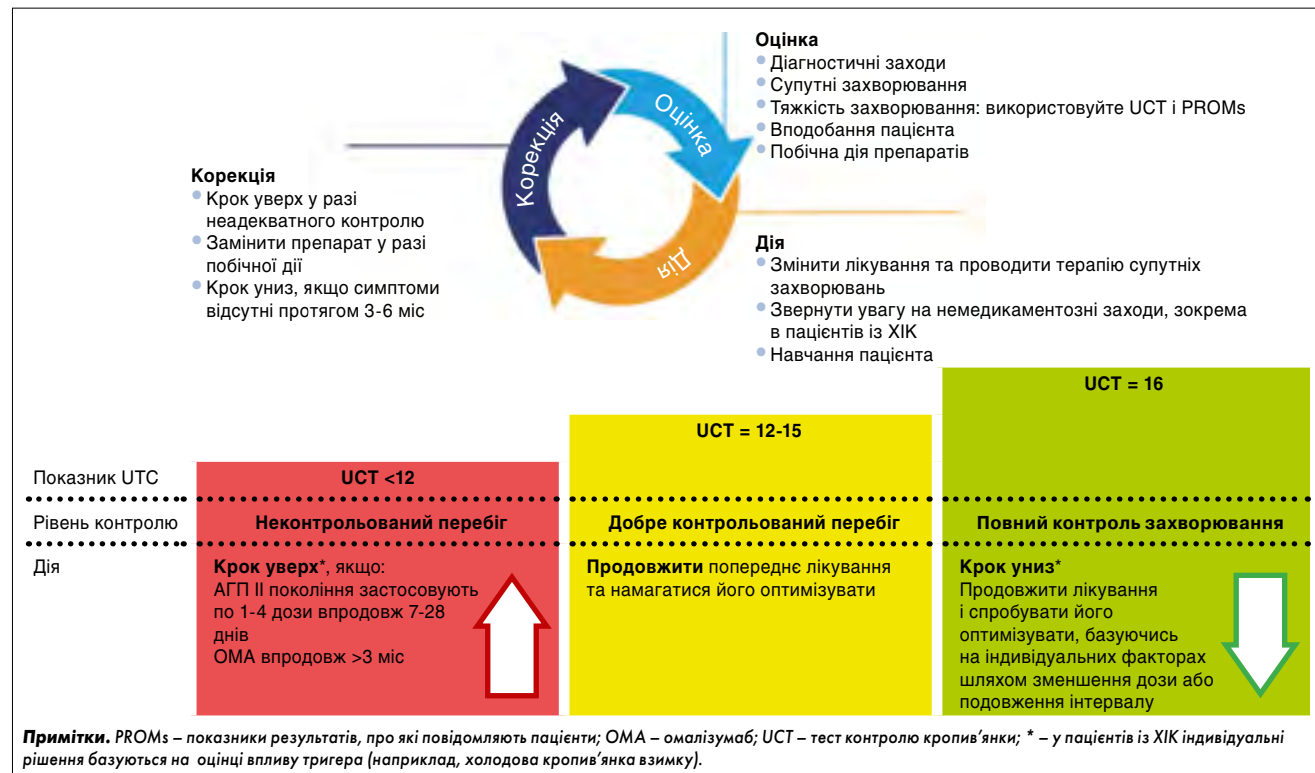 Оцінка
Діагностичні заходи
Супутні захворювання
Тяжкість захворювання: використовуйте UCT і PROMs
Вподобання пацієнта
Побічна дія препаратів
Корекція
Оцінка
Дія
Корекція
Крок уверх у разі
неадекватного контролю
Замінити препарат у разі
побічної дії
Крок униз, якщо симптоми
відсутні протягом 3-6 міс
Дія
Змінити лікування та проводити терапію супутніх
захворювань
Звернути увагу на немедикаментозні заходи, зокрема
в пацієнтів із ХІК
Навчання пацієнта
Показник UTC
UCT <12
UCT = 12-15
UCT = 16
Рівень контролю
Неконтрольований перебіг
Добре контрольований перебіг
Повний контроль захворювання
Дія
Крок уверх*, якщо:
АГП II покоління застосовують
по 1-4 дози впродовж 7-28
днів
ОМА впродовж >3 міс
Продовжити попереднє лікування
та намагатися його оптимізувати
Крок униз*
Продовжити лікування
і спробувати його
оптимізувати, базуючись
на індивідуальних факторах
шляхом зменшення дози або
подовження інтервалу
Примітки. PROMs – показники результатів, про які повідомляють пацієнти; ОМА – омалізумаб; UCT – тест контролю кропив'янки; * – у пацієнтів із ХІК індивідуальні
рішення базуються на оцінці впливу тригера (наприклад, холодова кропив'янка взимку).